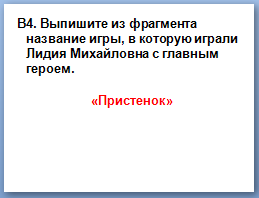 В4. Выпишите из фрагмента
название игры, в которую играли
Лидия Михайловна с главным
героем.
«Пристенок»